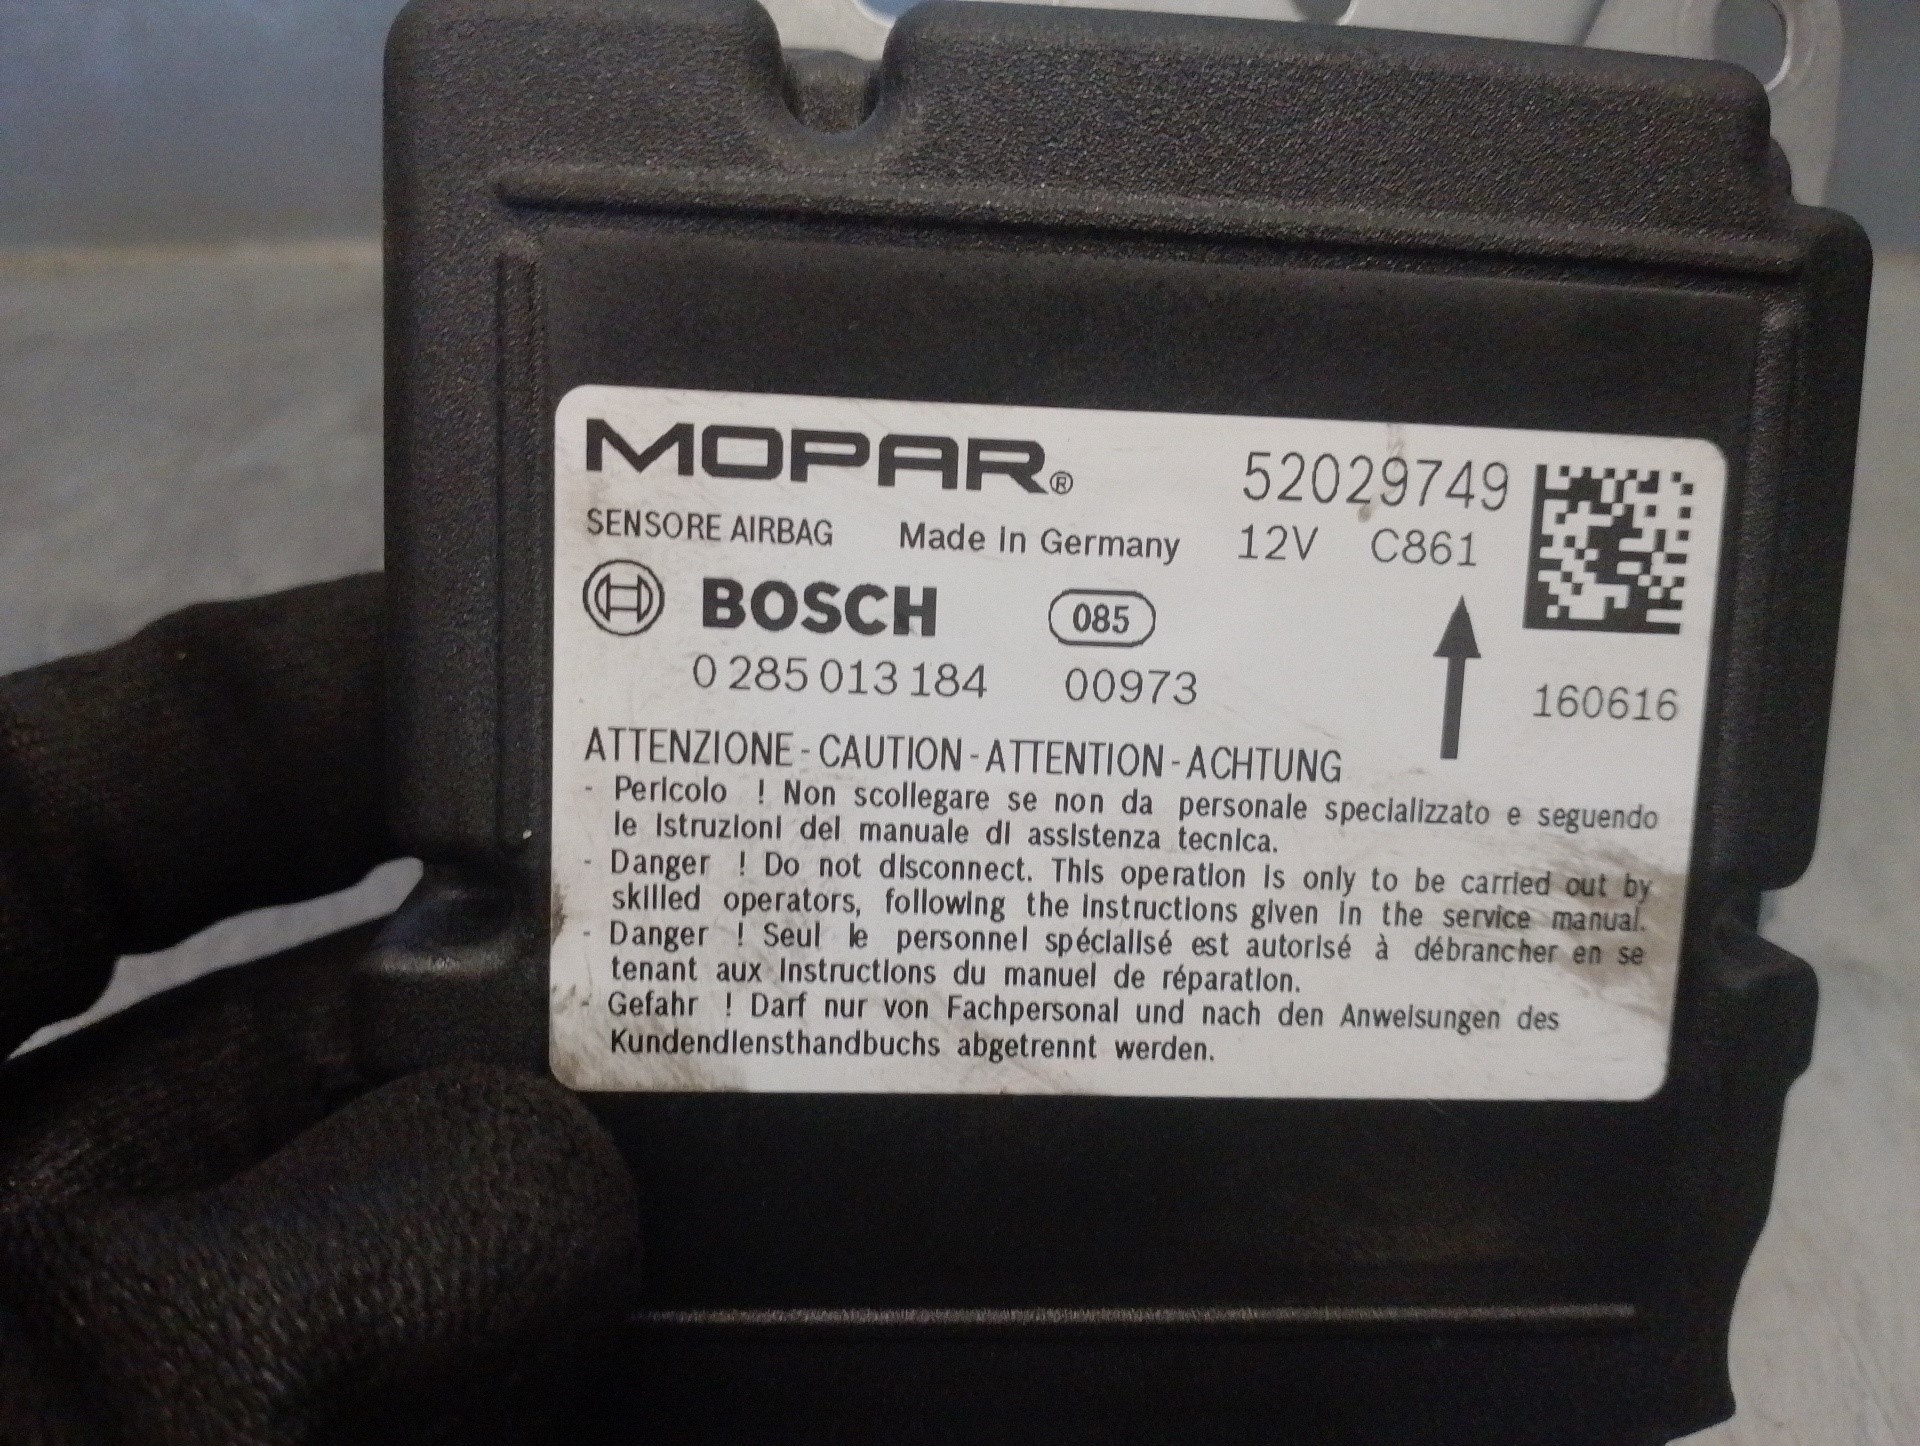 MOPAR® 52029749
SENSORE AIRBAG Made in Germany 12V C861
BOSCH 085
0 285 013 184 00973 160616
ATTENZIONE - CAUTION - ATTENTION - ACHTUNG
- Pericolo ! Non scollegare se non da personale specializzato e seguendo
le istruzioni del manuale di assistenza tecnica.
- Danger ! Do not disconnect. This operation is only to be carried out by
skilled operators, following the instructions given in the service manual.
- Danger ! Seul le personnel spécialisé est autorisé à débrancher en se
tenant aux instructions du manuel de réparation.
- Gefahr ! Darf nur von Fachpersonal und nach den Anweisungen des
Kundendiensthandbuchs abgetrennt werden.